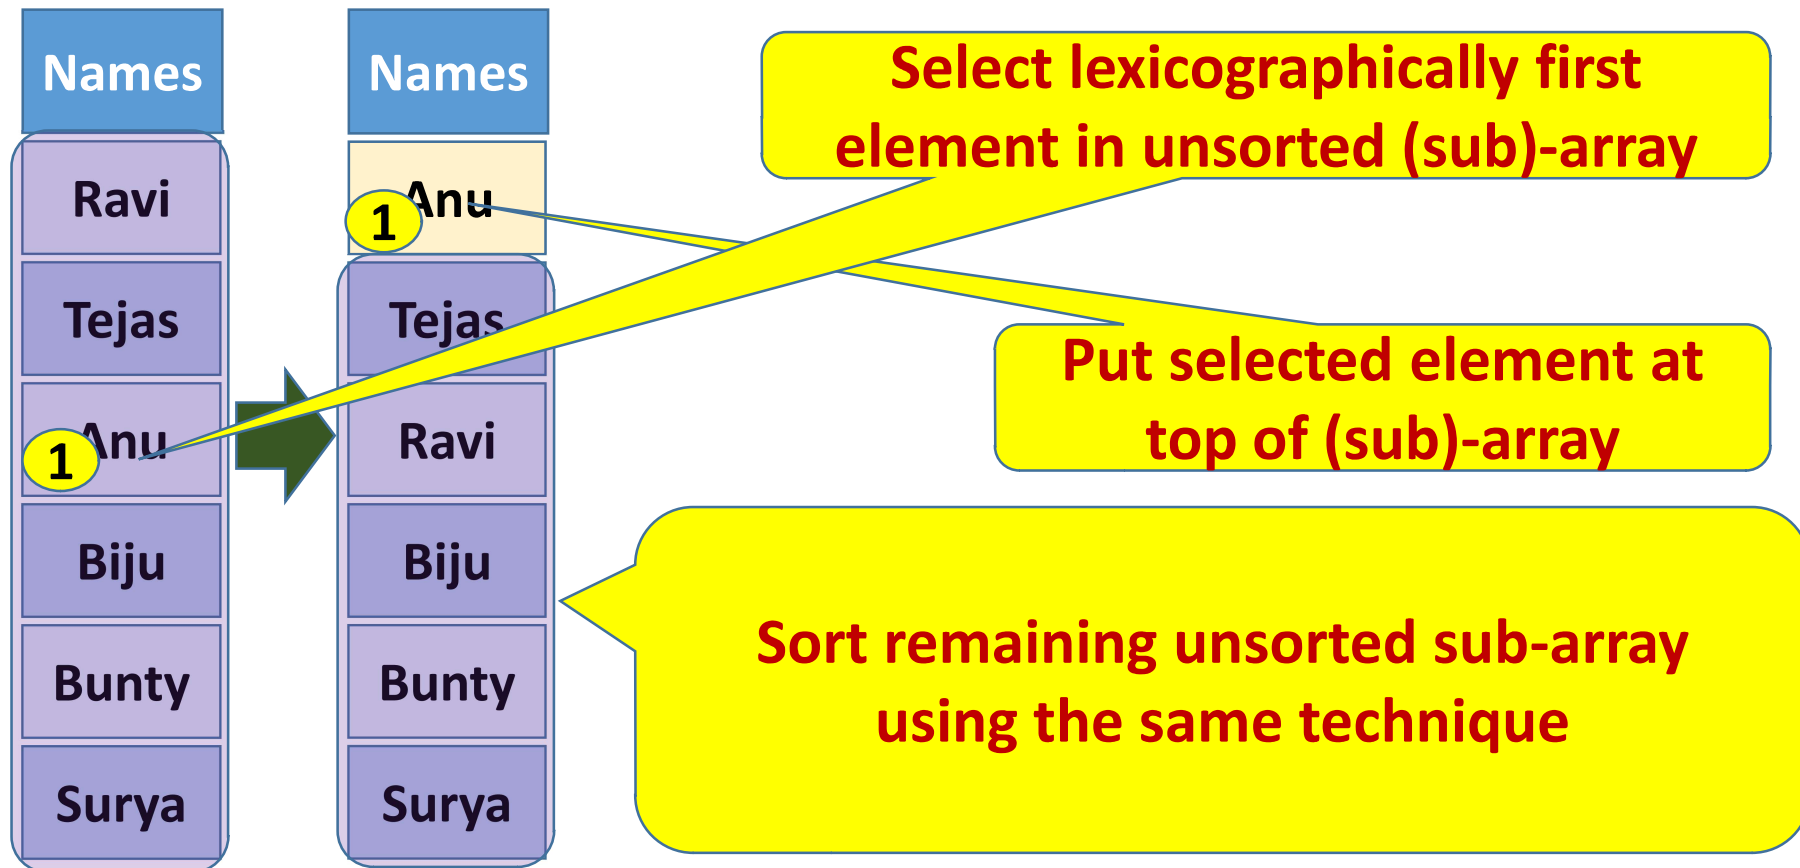 Names
Ravi
Tejas
Anu
1
Biju
Bunty
Surya
Names
Anu
1
Tejas
Ravi
Biju
Bunty
Surya
Select lexicographically first
element in unsorted (sub)-array
Put selected element at
top of (sub)-array
Sort remaining unsorted sub-array
using the same technique